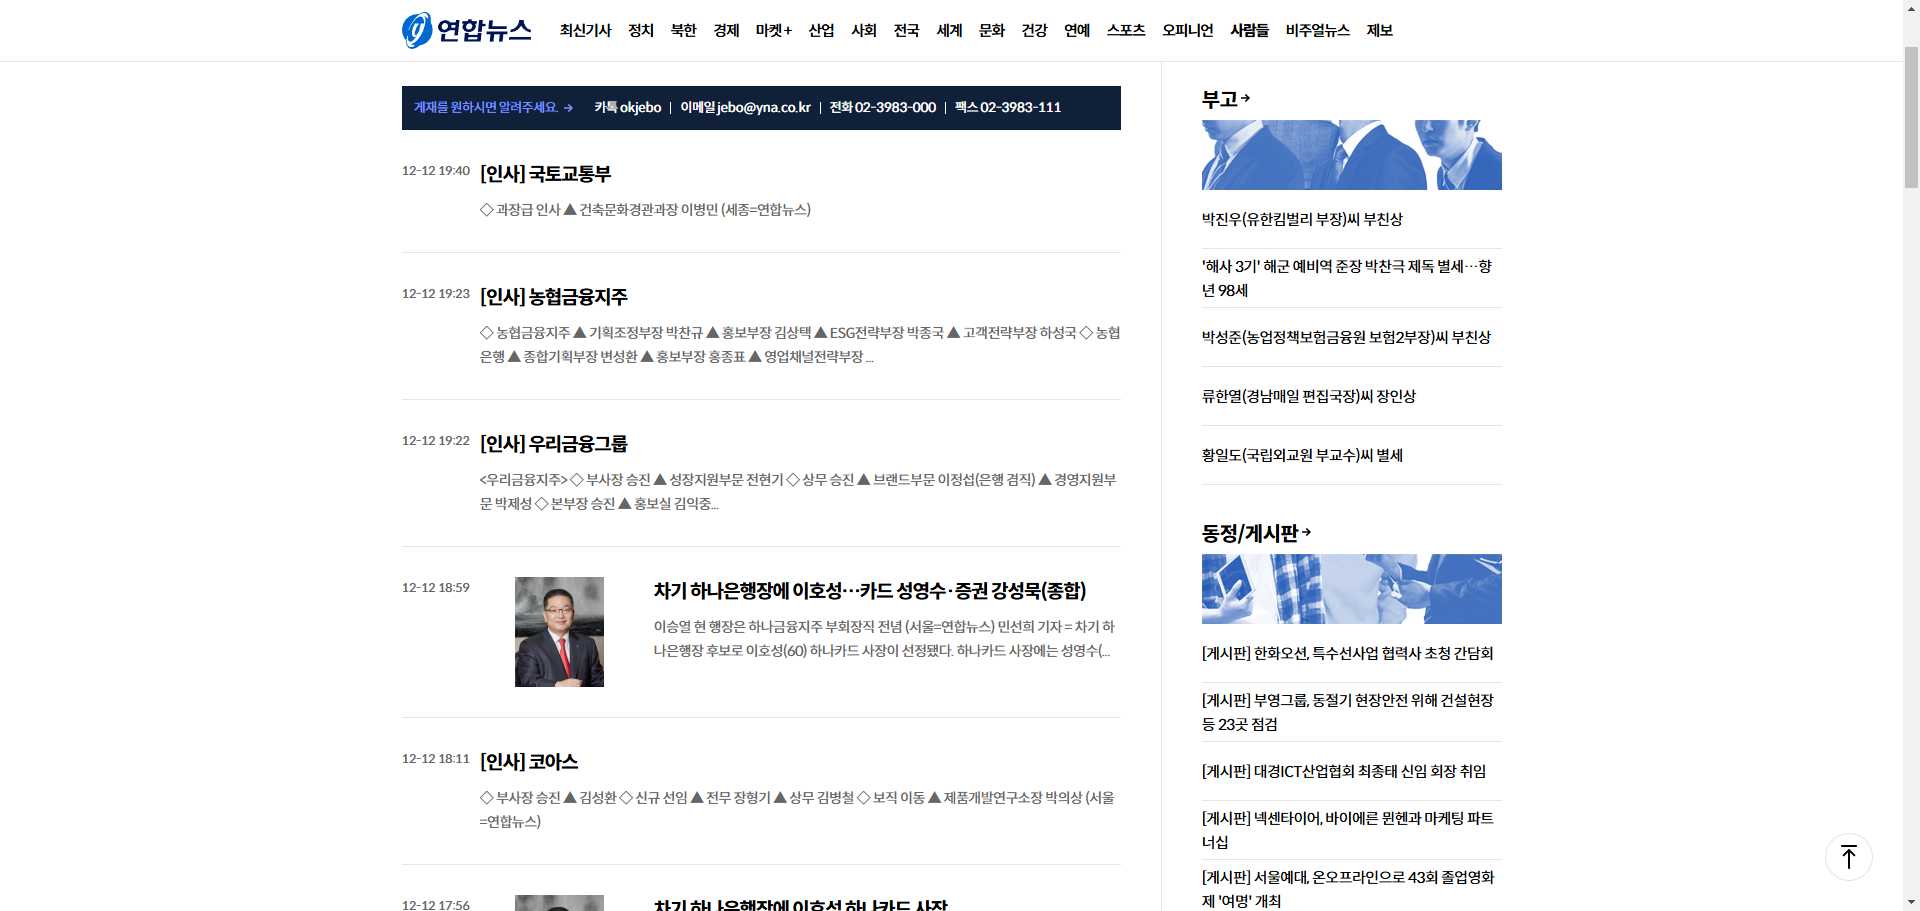 연합뉴스
최신기사 정치 북한 경제 마켓+ 산업 사회 전국 세계 문화 건강 연예 스포츠 오피니언 사람들 비주얼뉴스 제보
게재를 원하시면 알려주세요. → 카톡 okjebo | 이메일 jebo@yna.co.kr | 전화 02-3983-000 | 팩스 02-3983-111
12-12 19:40
[인사] 국토교통부
◇ 과장급 인사 ▲ 건축문화경관과장 이병민 (세종=연합뉴스)
12-12 19:23
[인사] 농협금융지주
◇ 농협금융지주 ▲ 기획조정부장 박찬규 ▲ 홍보부장 김상택 ▲ ESG전략부장 박종국 ▲ 고객전략부장 하성국 ◇ 농협
은행 ▲ 종합기획부장 변성환 ▲ 홍보부장 홍종표 ▲ 영업채널전략부장 ...
12-12 19:22
[인사] 우리금융그룹
<우리금융지주> ◇ 부사장 승진 ▲ 성장지원부문 전현기 ◇ 상무 승진 ▲ 브랜드부문 이정섭(은행 겸직) ▲ 경영지원부
문 박제성 ◇ 본부장 승진 ▲ 홍보실 김익중...
12-12 18:59
차기 하나은행장에 이호성…카드 성영수·증권 강성묵(종합)
이승열 현 행장은 하나금융지주 부회장직 전념 (서울=연합뉴스) 민선희 기자 = 차기 하
나은행장 후보로 이호성(60) 하나카드 사장이 선정됐다. 하나카드 사장에는 성영수(...
12-12 18:11
[인사] 코아스
◇ 부사장 승진 ▲ 김성환 ◇ 신규 선임 ▲ 전무 장형기 ▲ 상무 김병철 ◇ 보직 이동 ▲ 제품개발연구소장 박의상 (서울
=연합뉴스)
12-12 17:56
차기 하나은행장에 이호성 하나카드 사장
부고 →
박진우(유한킴벌리 부장)씨 부친상
'해사 3기' 해군 예비역 준장 박찬극 제독 별세…향
년 98세
박성준(농업정책보험금융원 보험2부장)씨 부친상
류한열(경남매일 편집국장)씨 장인상
황일도(국립외교원 부교수)씨 별세
동정/게시판 →
[게시판] 한화오션, 특수선사업 협력사 초청 간담회
[게시판] 부영그룹, 동절기 현장안전 위해 건설현장
등 23곳 점검
[게시판] 대경ICT산업협회 최종태 신임 회장 취임
[게시판] 넥센타이어, 바이에른 뮌헨과 마케팅 파트
너십
[게시판] 서울예대, 온오프라인으로 43회 졸업영화
제 '여명' 개최